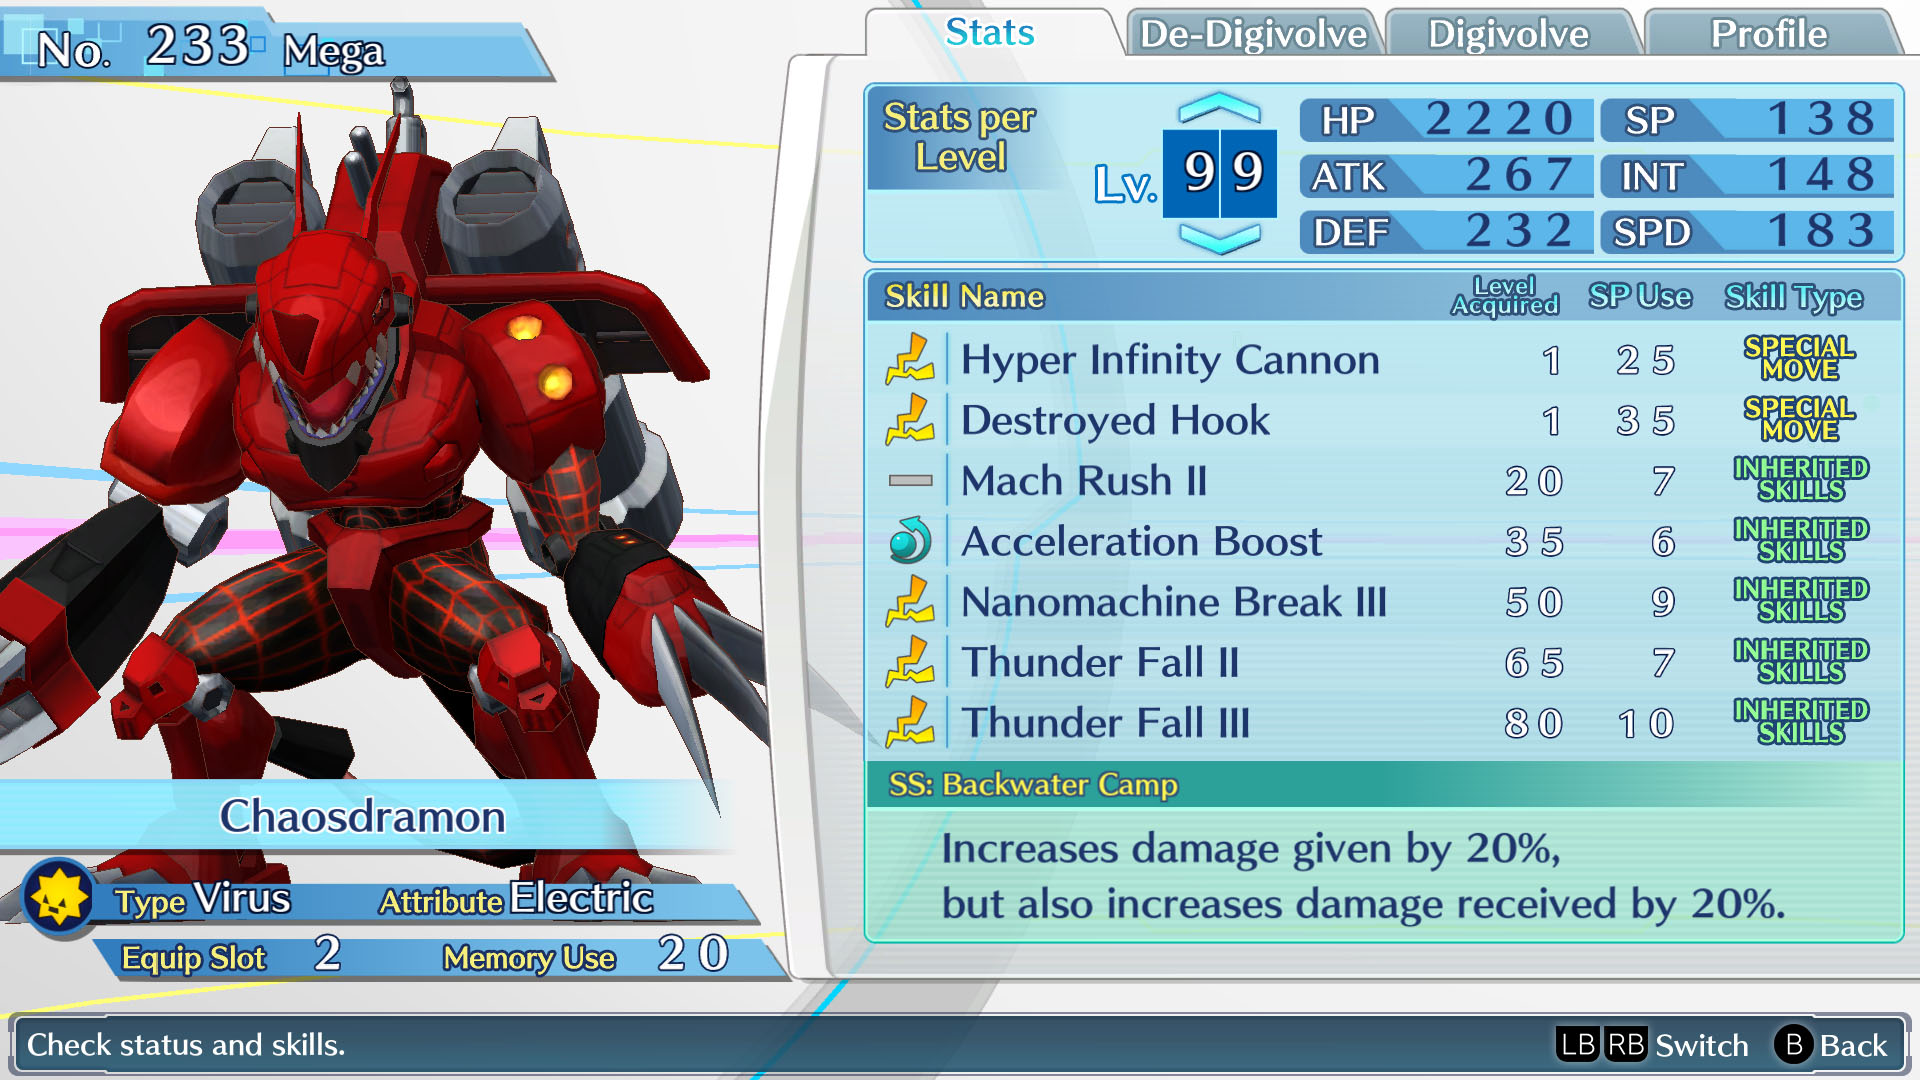 No. 233 Mega
Stats De-Digivolve Digivolve Profile
Stats per
Level
Lv. 99
HP 2220 SP 138
ATK 267 INT 148
DEF 232 SPD 183
Skill Name Level Acquired SP Use Skill Type
Hyper Infinity Cannon 1 25 SPECIAL MOVE
Destroyed Hook 1 35 SPECIAL MOVE
Mach Rush II 20 7 INHERITED SKILLS
Acceleration Boost 35 6 INHERITED SKILLS
Nanomachine Break III 50 9 INHERITED SKILLS
Thunder Fall II 65 7 INHERITED SKILLS
Thunder Fall III 80 10 INHERITED SKILLS
SS: Backwater Camp
Increases damage given by 20%,
but also increases damage received by 20%.
Chaosdramon
Type Virus Attribute Electric
Equip Slot 2 Memory Use 20
Check status and skills.
LB RB Switch B Back